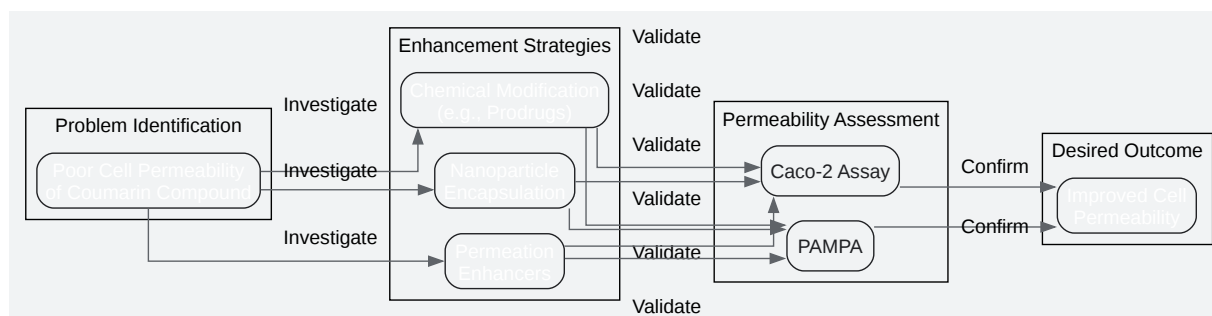 Problem Identification
Poor Cell Permeability
of Coumarin Compound
Investigate
Investigate
Investigate
Enhancement Strategies
Chemical Modification
(e.g., Prodrugs)
Nanoparticle
Encapsulation
Permeation
Enhancers
Validate
Validate
Validate
Validate
Validate
Validate
Permeability Assessment
Caco-2 Assay
PAMPA
Confirm
Confirm
Desired Outcome
Improved Cell
Permeability